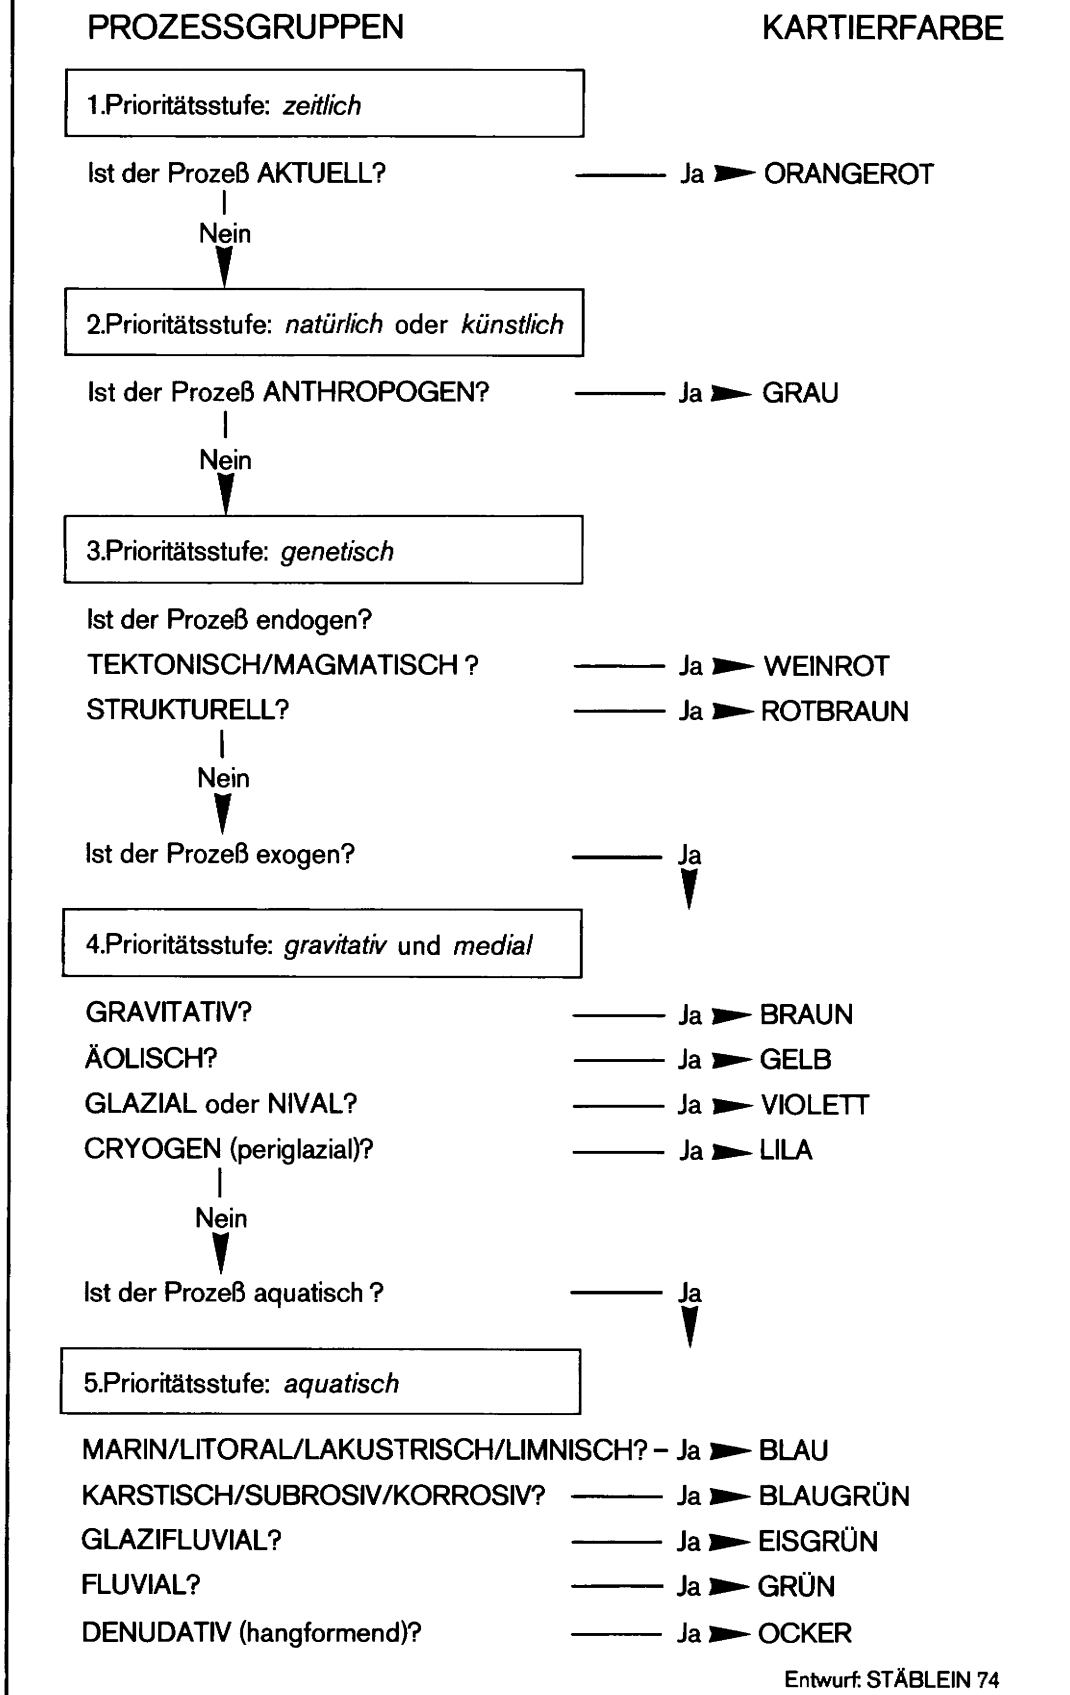 PROZESSGRUPPEN KARTIERFARBE
1.Prioritätsstufe: zeitlich
Ist der Prozeß AKTUELL? Ja ORANGEROT
Nein
2.Prioritätsstufe: natürlich oder künstlich
Ist der Prozeß ANTHROPOGEN? Ja GRAU
Nein
3.Prioritätsstufe: genetisch
Ist der Prozeß endogen?
TEKTONISCH/MAGMATISCH ? Ja WEINROT
STRUKTURELL? Ja ROTBRAUN
Nein
Ist der Prozeß exogen? Ja
4.Prioritätsstufe: gravitativ und medial
GRAVITATIV? Ja BRAUN
ÄOLISCH? Ja GELB
GLAZIAL oder NIVAL? Ja VIOLETT
CRYOGEN (periglazial)? Ja LILA
Nein
Ist der Prozeß aquatisch ? Ja
5.Prioritätsstufe: aquatisch
MARIN/LITORAL/LAKUSTRISCH/LIMNISCH? – Ja BLAU
KARSTISCH/SUBROSIV/KORROSIV? Ja BLAUGRÜN
GLAZIFLUVIAL? Ja EISGRÜN
FLUVIAL? Ja GRÜN
DENUDATIV (hangformend)? Ja OCKER
Entwurf: STÄBLEIN 74